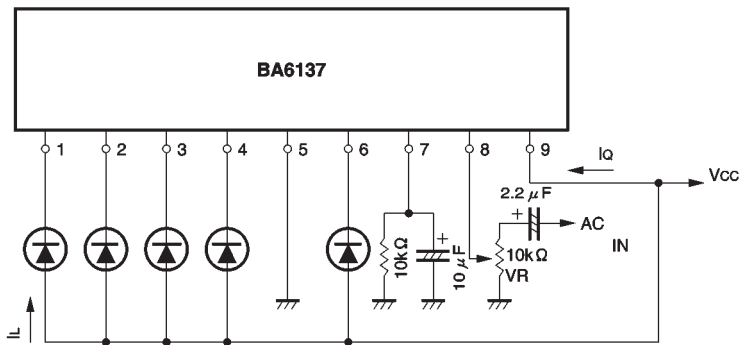 BA6137
1 2 3 4 5 6 7 8 9
IQ
VCC
2.2 μF
+
AC
IN
+
10kΩ
10 μF
10kΩ
VR
IL